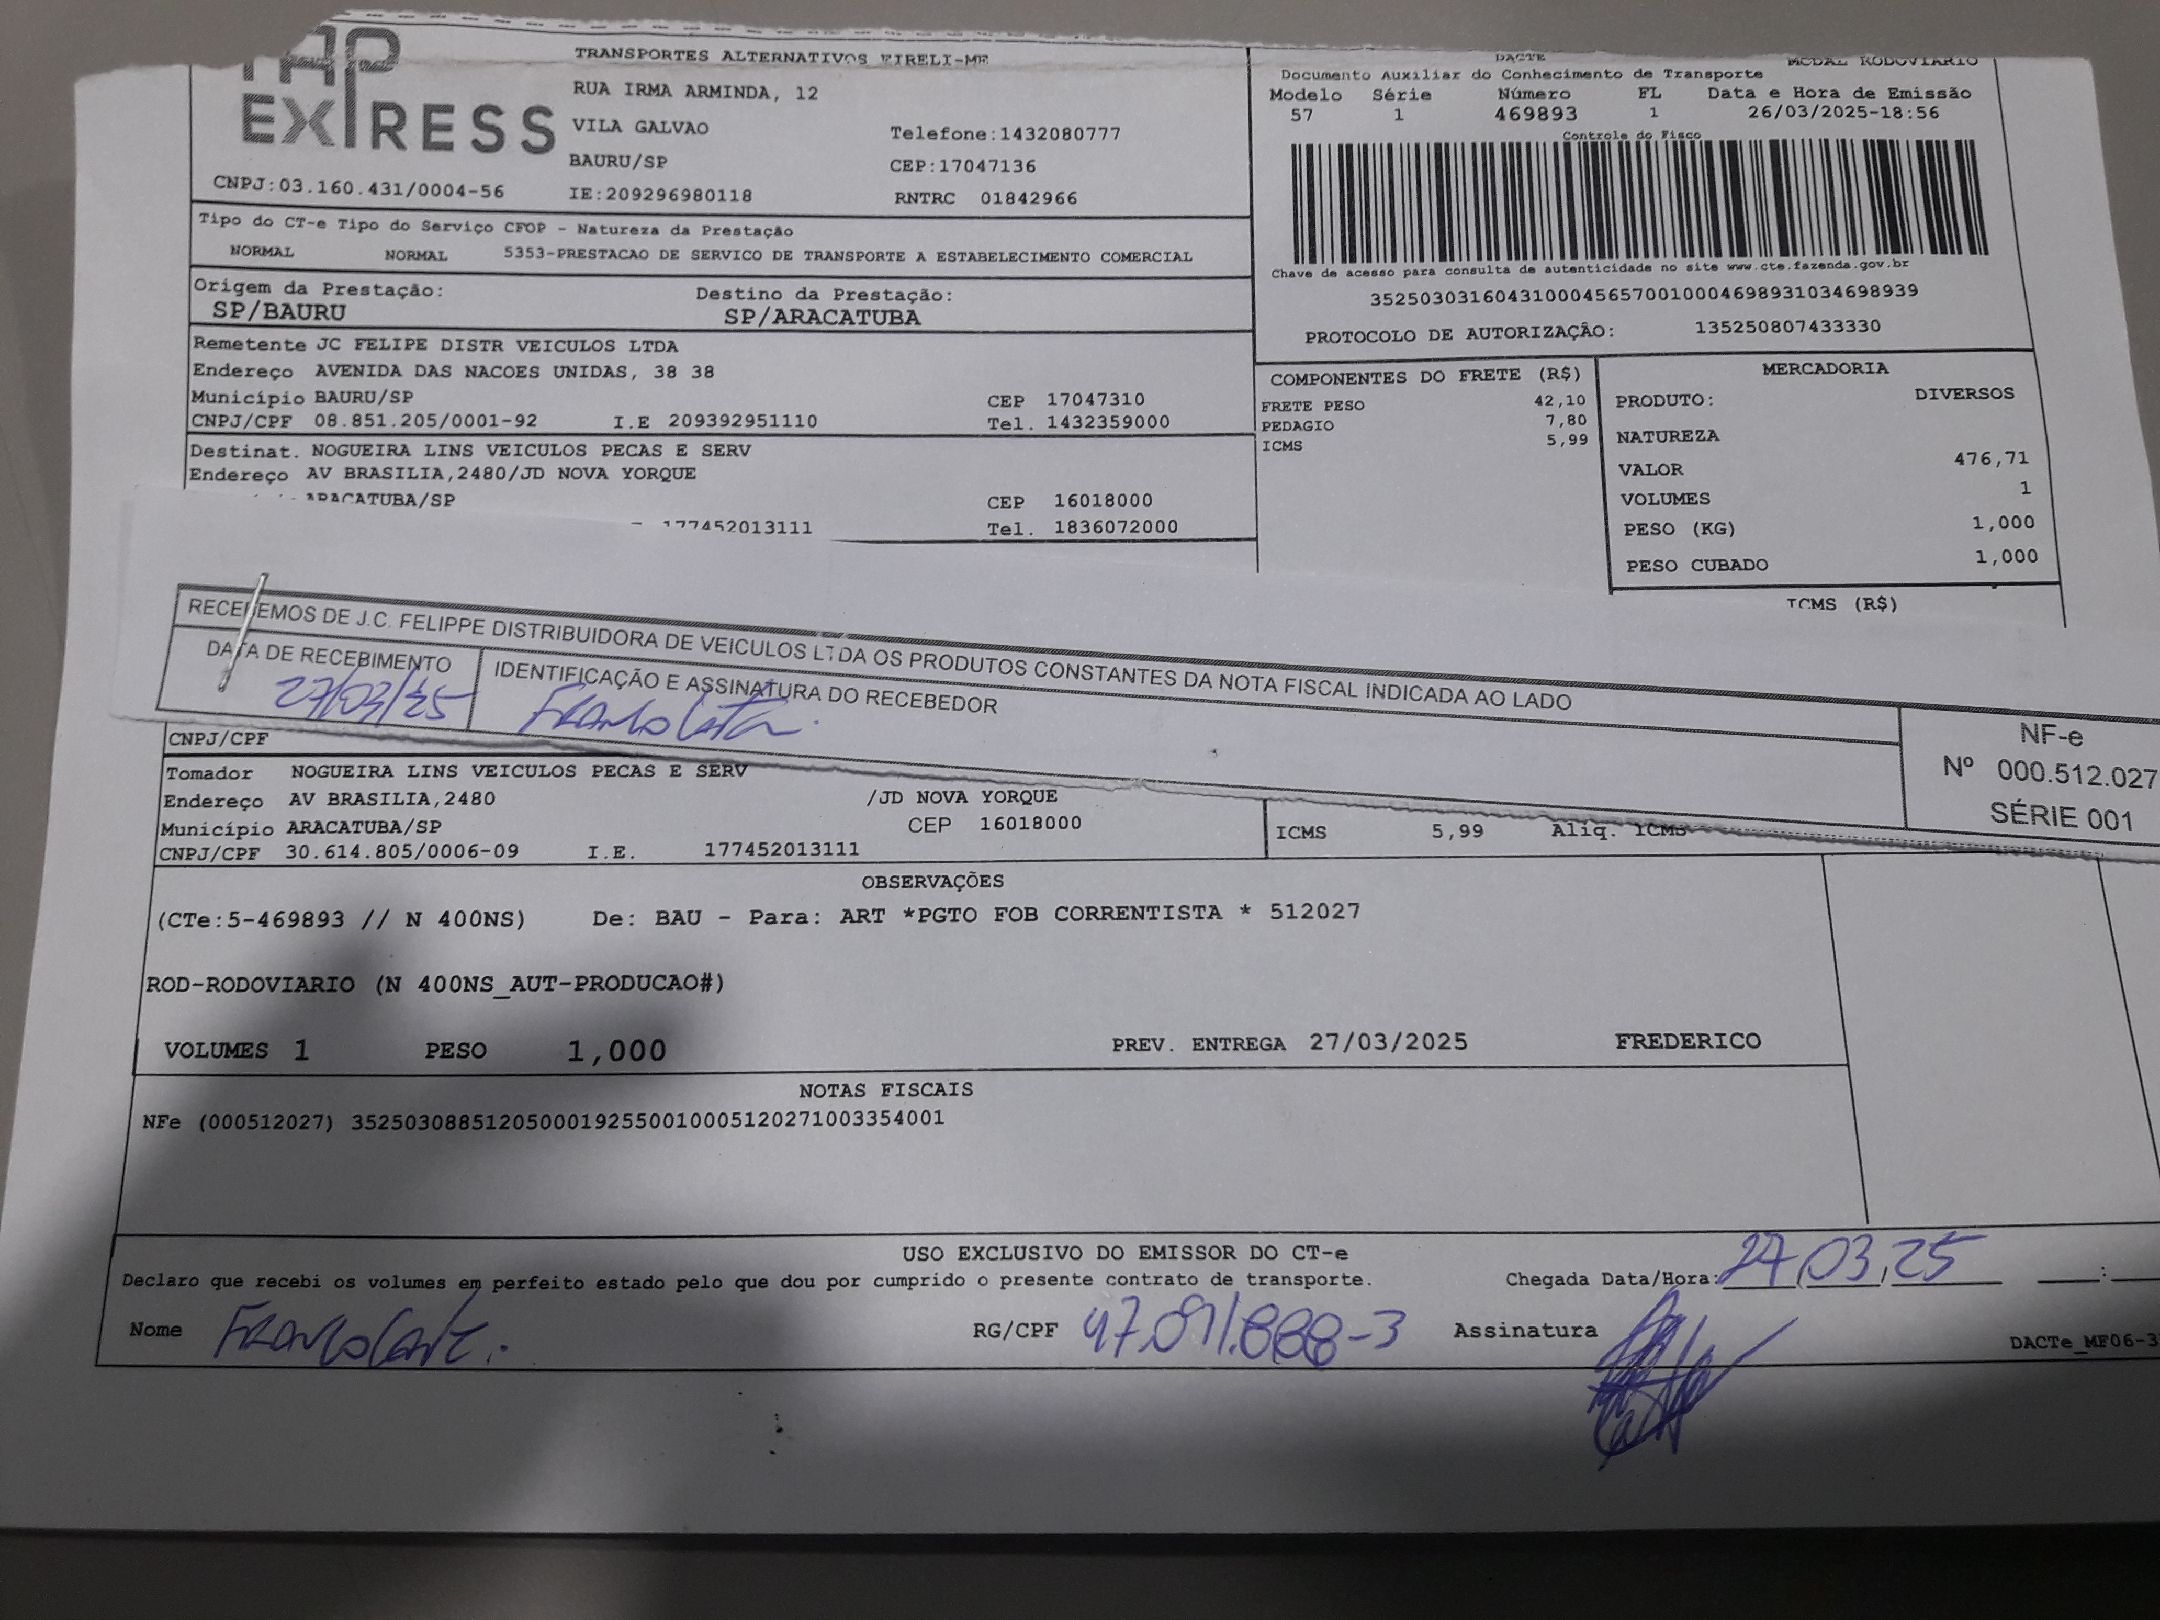 TAP
EXPRESS
TRANSPORTES ALTERNATIVOS EIRELI-ME
RUA IRMA ARMINDA, 12
VILA GALVAO Telefone:1432080777
BAURU/SP CEP:17047136
CNPJ:03.160.431/0004-56 IE:209296980118 RNTRC 01842966
DACTE MODAL RODOVIARIO
Documento Auxiliar do Conhecimento de Transporte
Modelo Série Número FL Data e Hora de Emissão
57 1 469893 1 26/03/2025-18:56
Controle do Fisco
Chave de acesso para consulta de autenticidade no site www.cte.fazenda.gov.br
35250303160431000456570010004698931034698939
PROTOCOLO DE AUTORIZAÇÃO: 135250807433330
Tipo do CT-e Tipo do Serviço CFOP - Natureza da Prestação
NORMAL NORMAL 5353-PRESTACAO DE SERVICO DE TRANSPORTE A ESTABELECIMENTO COMERCIAL
Origem da Prestação: Destino da Prestação:
SP/BAURU SP/ARACATUBA
Remetente JC FELIPE DISTR VEICULOS LTDA
Endereço AVENIDA DAS NACOES UNIDAS, 38 38
Município BAURU/SP CEP 17047310
CNPJ/CPF 08.851.205/0001-92 I.E 209392951110 Tel. 1432359000
Destinat. NOGUEIRA LINS VEICULOS PECAS E SERV
Endereço AV BRASILIA,2480/JD NOVA YORQUE
ARACATUBA/SP CEP 16018000
177452013111 Tel. 1836072000
COMPONENTES DO FRETE (R$)
FRETE PESO 42,10
PEDAGIO 7,80
ICMS 5,99
MERCADORIA
PRODUTO: DIVERSOS
NATUREZA
VALOR 476,71
VOLUMES 1
PESO (KG) 1,000
PESO CUBADO 1,000
ICMS (R$)
RECEBEMOS DE J.C. FELIPPE DISTRIBUIDORA DE VEICULOS LTDA OS PRODUTOS CONSTANTES DA NOTA FISCAL INDICADA AO LADO
DATA DE RECEBIMENTO IDENTIFICAÇÃO E ASSINATURA DO RECEBEDOR
27/03/25
NF-e
Nº 000.512.027
SÉRIE 001
CNPJ/CPF
Tomador NOGUEIRA LINS VEICULOS PECAS E SERV
Endereço AV BRASILIA,2480 /JD NOVA YORQUE
Município ARACATUBA/SP CEP 16018000
CNPJ/CPF 30.614.805/0006-09 I.E. 177452013111
ICMS 5,99 Aliq. ICMS
OBSERVAÇÕES
(CTe:5-469893 // N 400NS) De: BAU - Para: ART *PGTO FOB CORRENTISTA * 512027
ROD-RODOVIARIO (N 400NS_AUT-PRODUCAO#)
VOLUMES 1 PESO 1,000 PREV. ENTREGA 27/03/2025 FREDERICO
NOTAS FISCAIS
NFe (000512027) 35250308851205000192550010005120271003354001
USO EXCLUSIVO DO EMISSOR DO CT-e
Declaro que recebi os volumes em perfeito estado pelo que dou por cumprido o presente contrato de transporte. Chegada Data/Hora: 27,03,25 :
Nome RG/CPF 47.091.888-3 Assinatura
DACTe_MF06-3